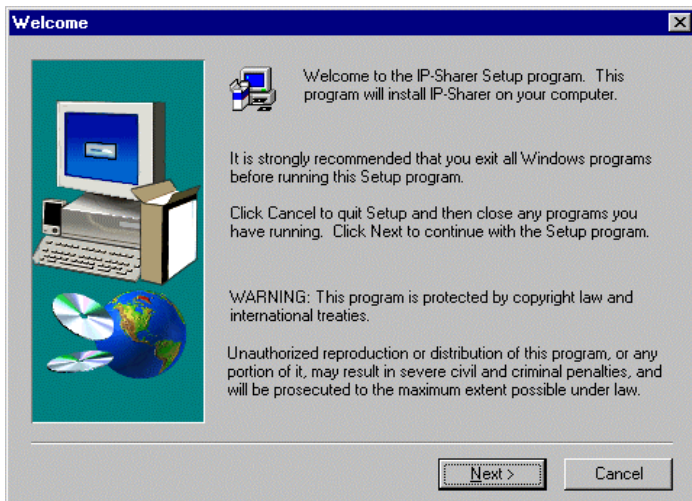 Welcome
Welcome to the IP-Sharer Setup program. This
program will install IP-Sharer on your computer.
It is strongly recommended that you exit all Windows programs
before running this Setup program.
Click Cancel to quit Setup and then close any programs you
have running. Click Next to continue with the Setup program.
WARNING: This program is protected by copyright law and
international treaties.
Unauthorized reproduction or distribution of this program, or any
portion of it, may result in severe civil and criminal penalties, and
will be prosecuted to the maximum extent possible under law.
Next >
Cancel